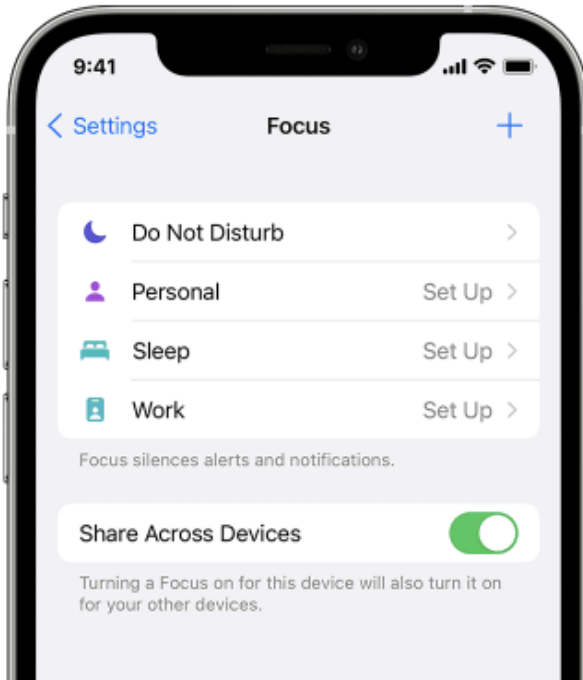 9:41
Settings
Focus
Do Not Disturb
Personal
Set Up
Sleep
Set Up
Work
Set Up
Focus silences alerts and notifications.
Share Across Devices
Turning a Focus on for this device will also turn it on
for your other devices.